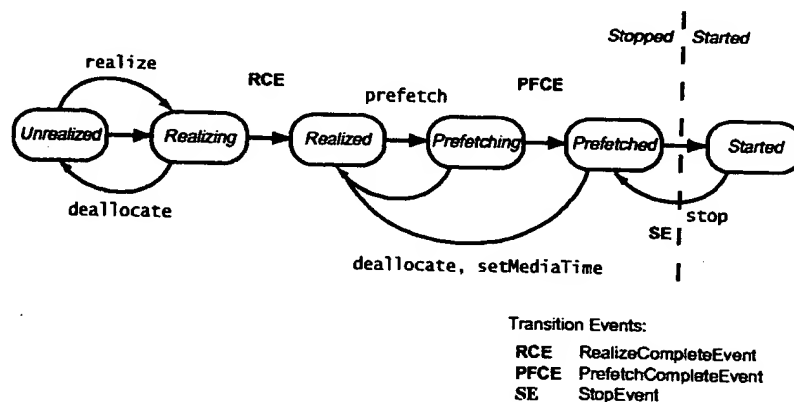 Stopped Started
realize
RCE
prefetch
PFCE
Unrealized
Realizing
Realized
Prefetching
Prefetched
Started
deallocate
stop
SE
deallocate, setMediaTime
Transition Events:
RCE RealizeCompleteEvent
PFCE PrefetchCompleteEvent
SE StopEvent